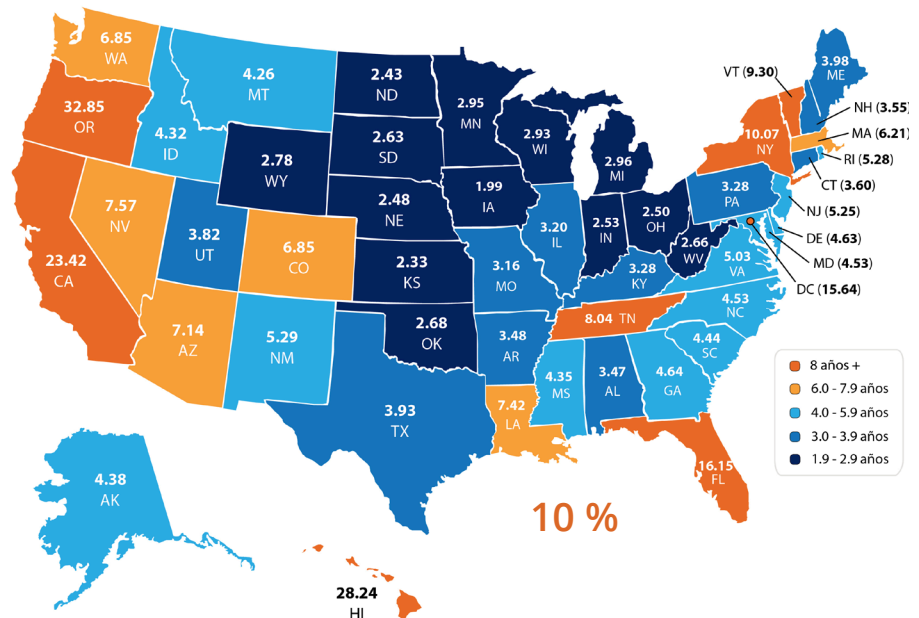 6.85
WA
32.85
OR
23.42
CA
7.57
NV
4.32
ID
4.26
MT
2.78
WY
3.82
UT
6.85
CO
7.14
AZ
5.29
NM
2.43
ND
2.63
SD
2.48
NE
2.33
KS
2.68
OK
3.93
TX
2.95
MN
1.99
IA
3.16
MO
3.48
AR
7.42
LA
2.93
WI
3.20
IL
2.96
MI
2.53
IN
2.50
OH
3.28
KY
8.04 TN
4.35
MS
3.47
AL
4.64
GA
16.15
FL
4.44
SC
4.53
NC
5.03
VA
2.66
WV
3.28
PA
10.07
NY
3.98
ME
VT (9.30)
NH (3.55)
MA (6.21)
RI (5.28)
CT (3.60)
NJ (5.25)
DE (4.63)
MD (4.53)
DC (15.64)
8 años +
6.0 - 7.9 años
4.0 - 5.9 años
3.0 - 3.9 años
1.9 - 2.9 años
4.38
AK
28.24
HI
10 %